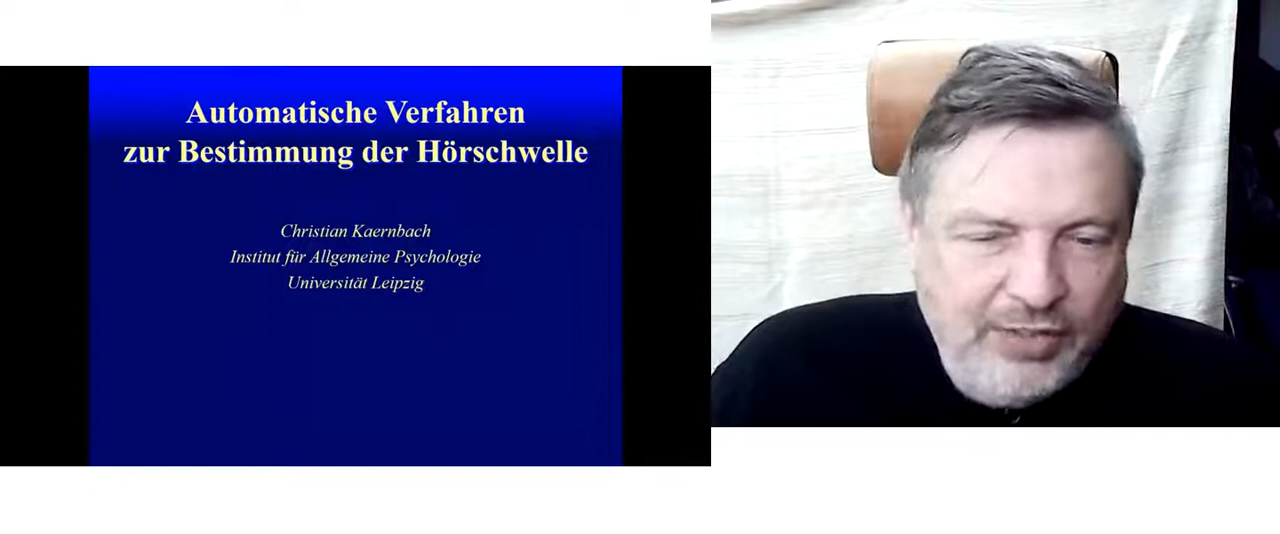 Automatische Verfahren
zur Bestimmung der Hörschwelle
Christian Kaernbach
Institut für Allgemeine Psychologie
Universität Leipzig